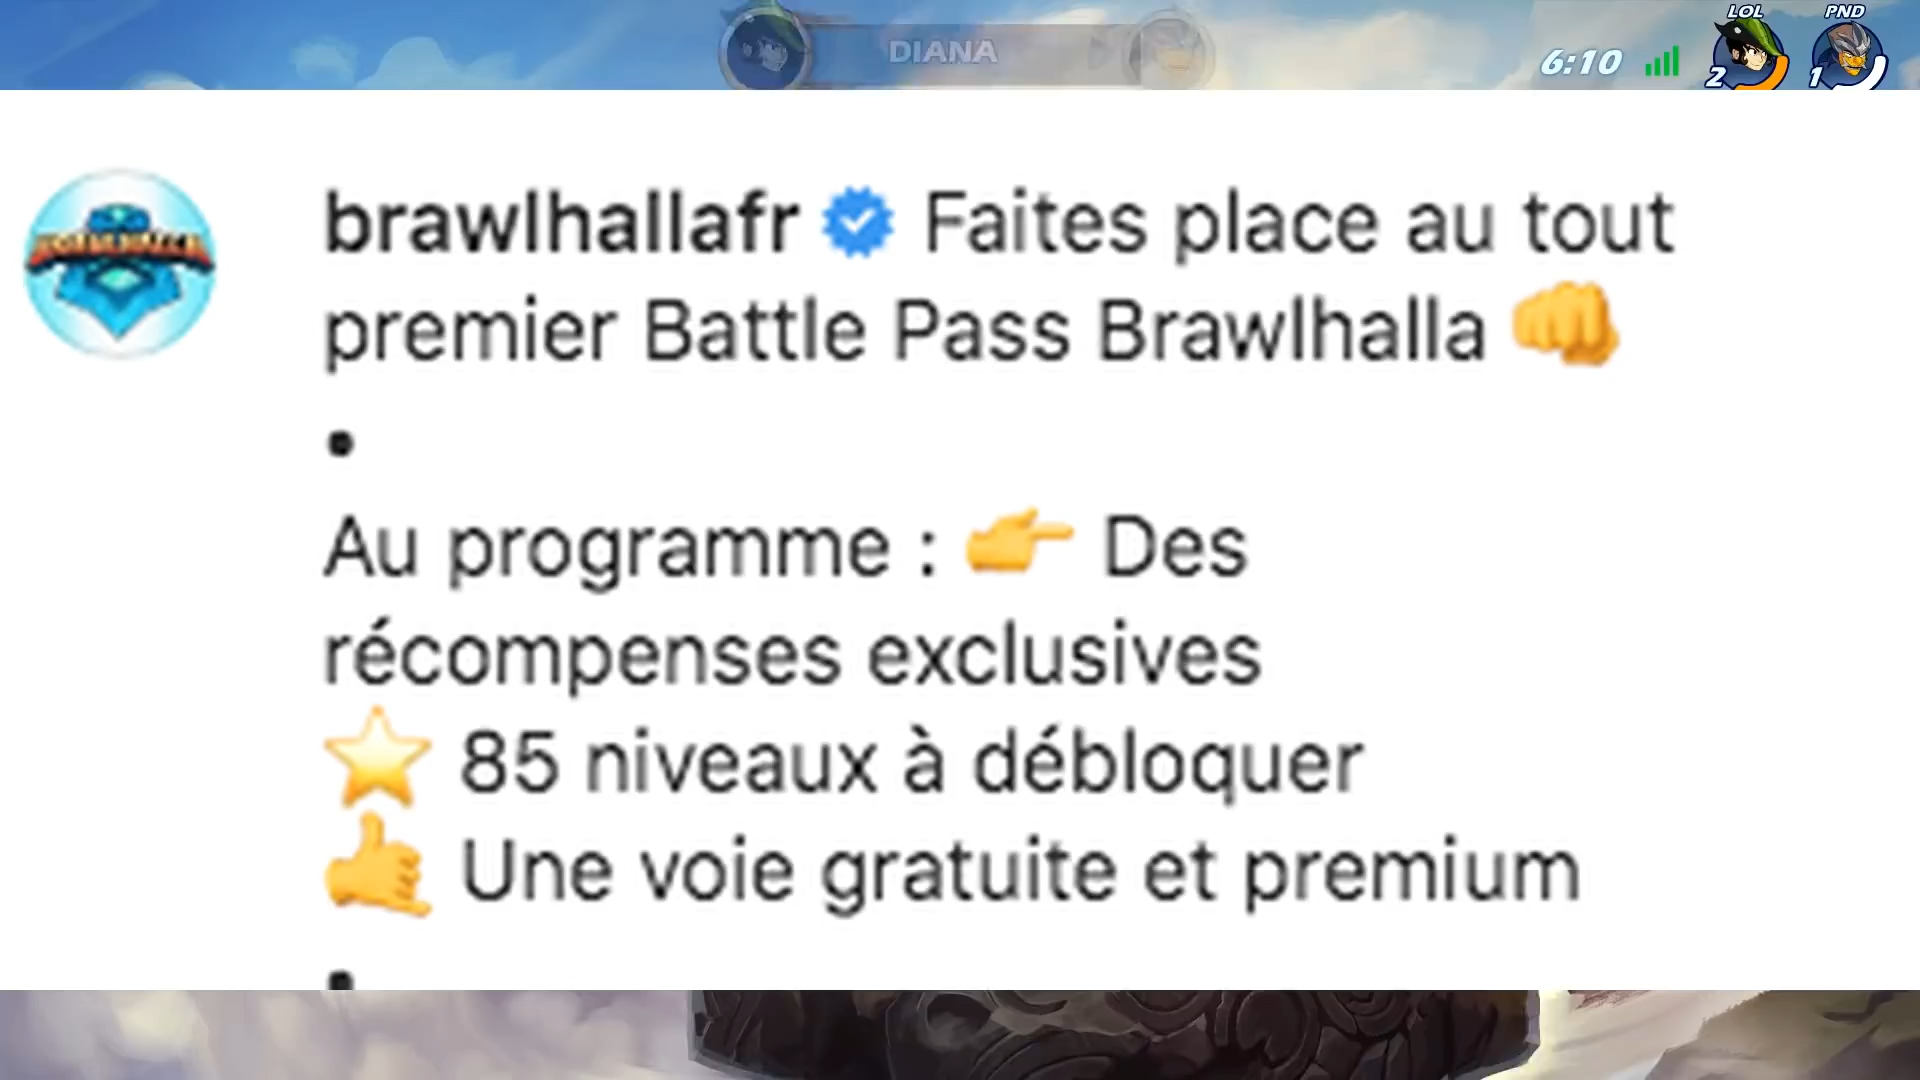 LOL
PND
DIANA
6:10
2
1
BRAWLHALLA
brawlhallafr Faites place au tout
premier Battle Pass Brawlhalla 👊
•
Au programme : 👉 Des
récompenses exclusives
⭐ 85 niveaux à débloquer
🤙 Une voie gratuite et premium
•